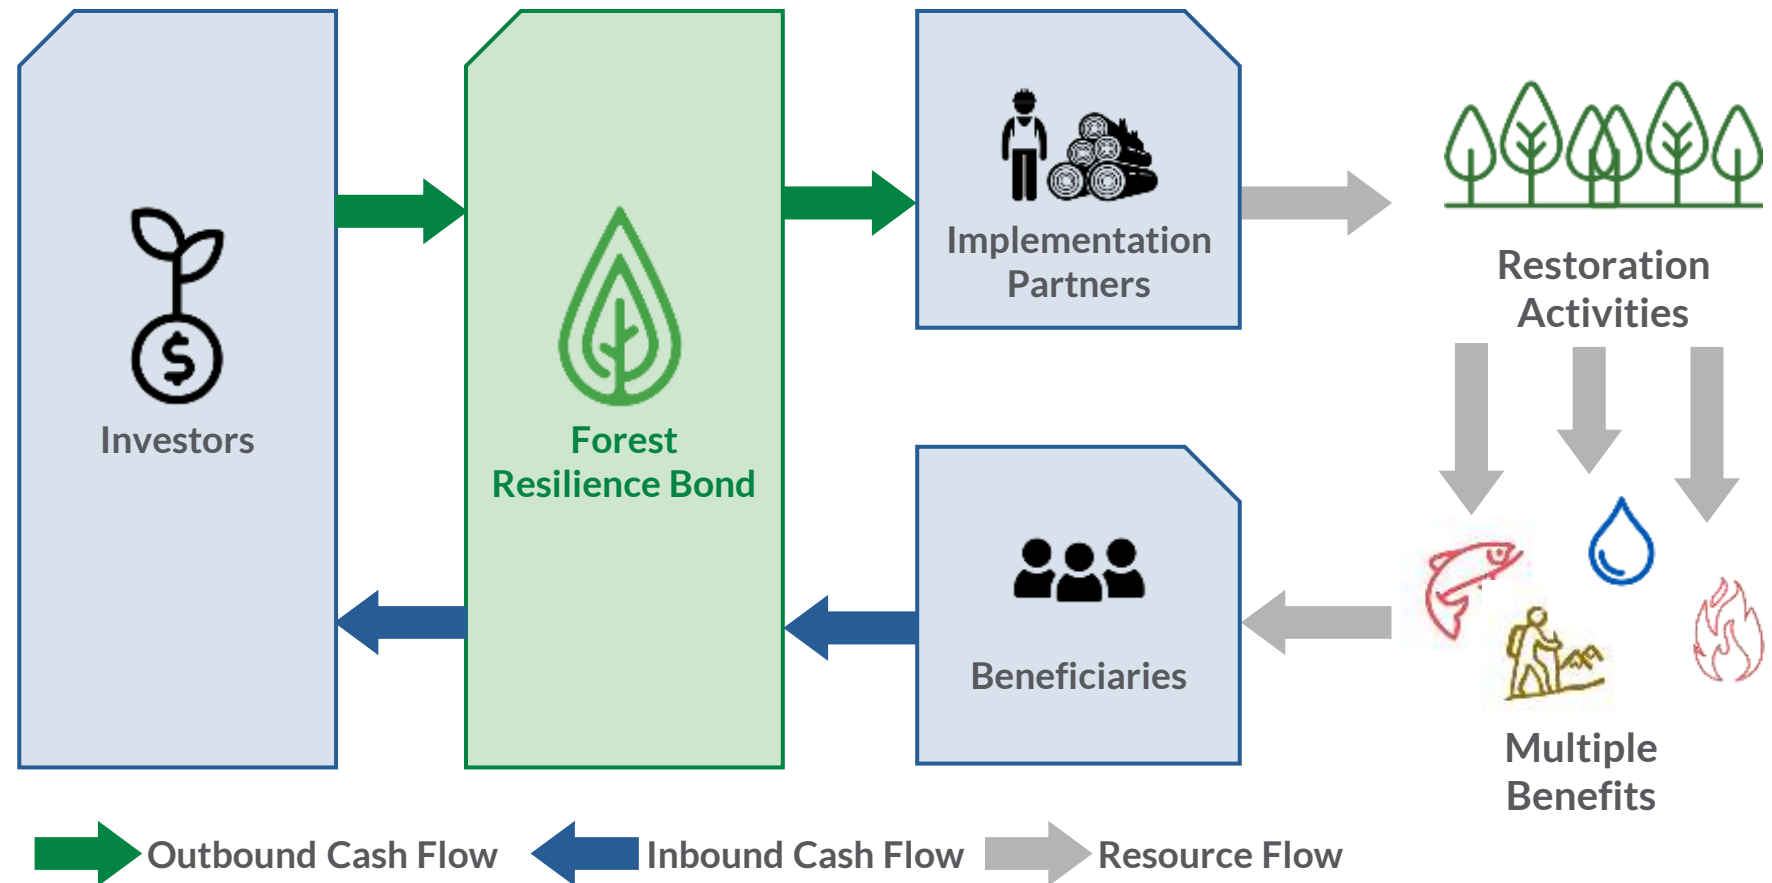 Implementation
Partners
Restoration
Activities
Investors
Forest
Resilience Bond
Beneficiaries
Multiple
Benefits
Outbound Cash Flow
Inbound Cash Flow
Resource Flow